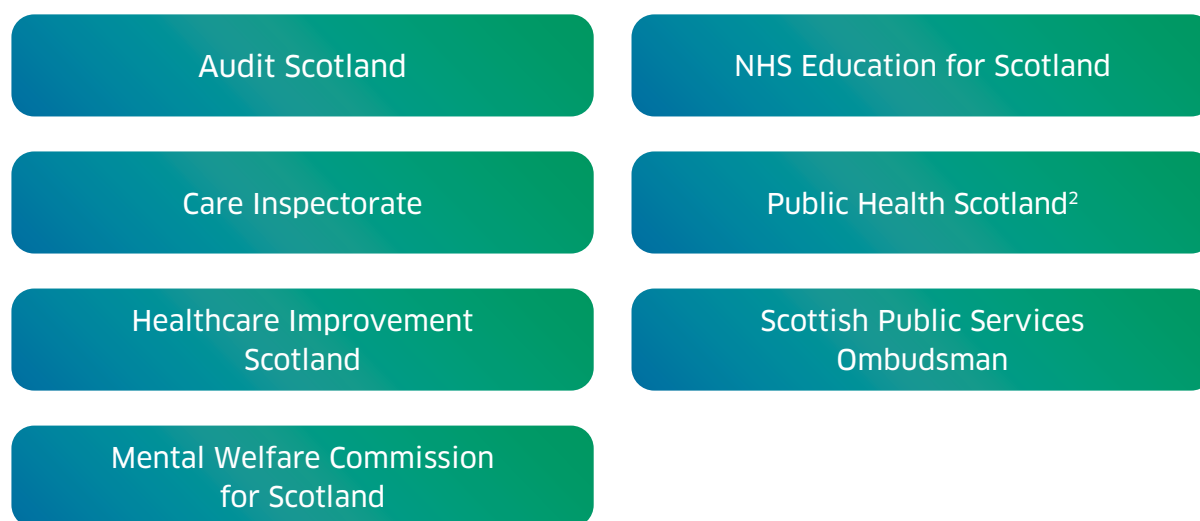 Audit Scotland
Care Inspectorate
Healthcare Improvement
Scotland
Mental Welfare Commission
for Scotland
NHS Education for Scotland
Public Health Scotland²
Scottish Public Services
Ombudsman